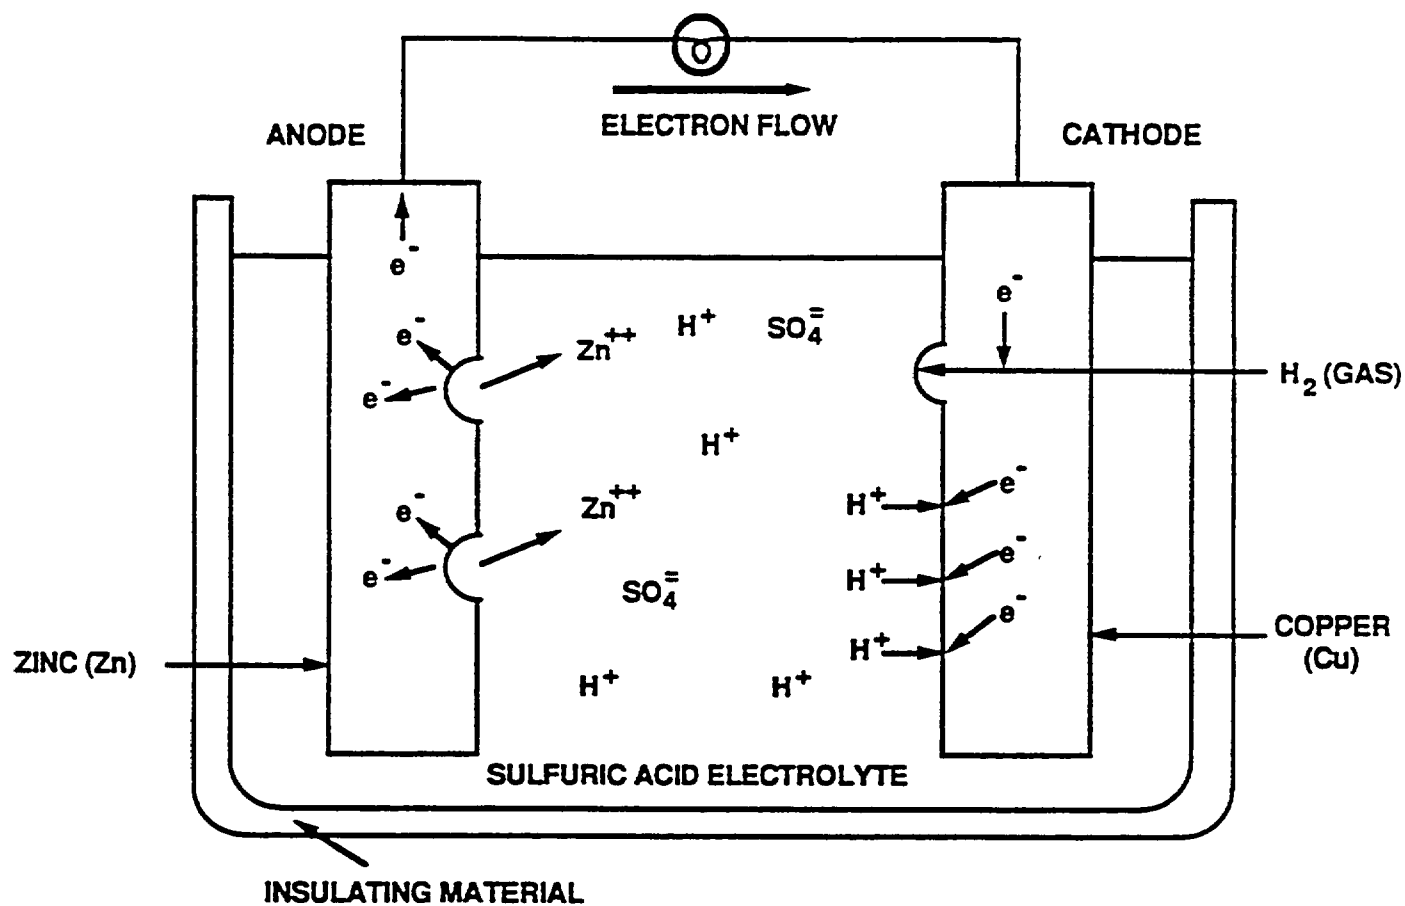 ELECTRON FLOW
ANODE
CATHODE
e⁻
e⁻
H⁺
SO₄⁼
e⁻
Zn⁺⁺
e⁻
H₂ (GAS)
H⁺
e⁻
Zn⁺⁺
H⁺
e⁻
e⁻
H⁺
e⁻
SO₄⁼
e⁻
H⁺
COPPER
(Cu)
ZINC (Zn)
H⁺
H⁺
SULFURIC ACID ELECTROLYTE
INSULATING MATERIAL